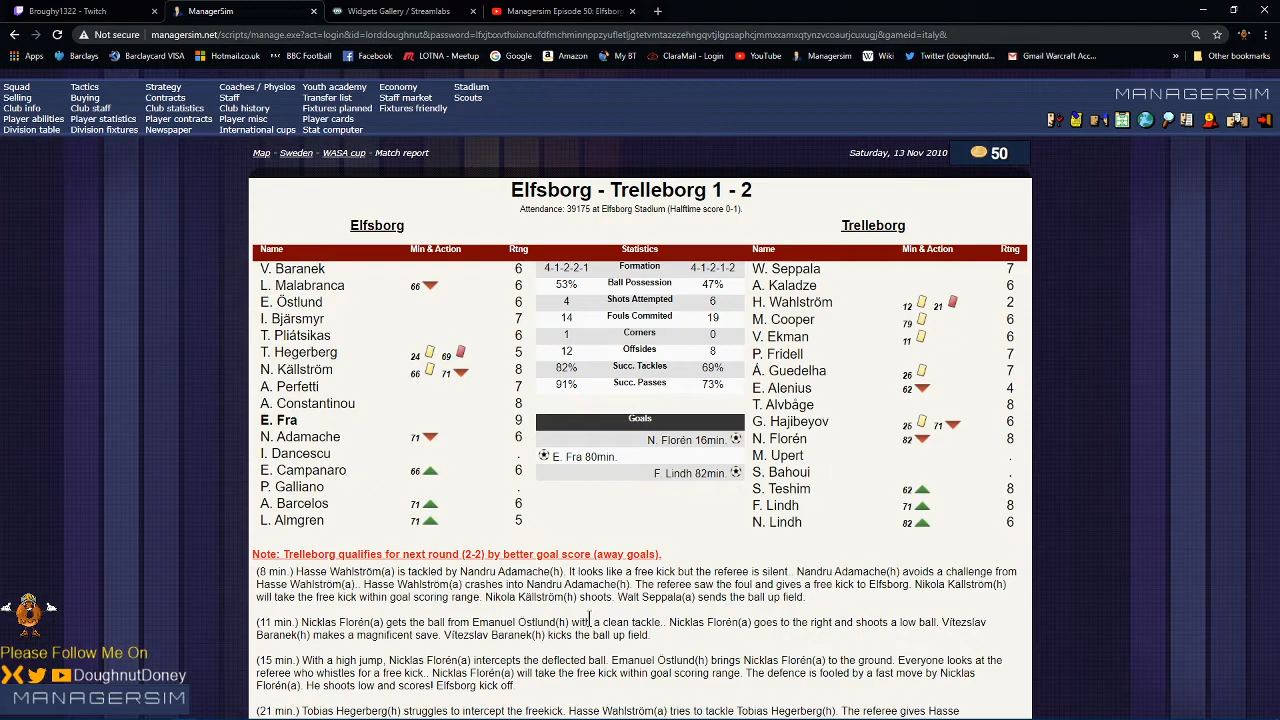 Broughy1322 - Twitch
ManagerSim
Widgets Gallery / Streamlabs
Managersim Episode 50: Elfsborg
Not secure
managersim.net/scripts/manage.exe?act=login&id=lorddoughnut&password=
&gameid=italy&
Apps Barclays Barclaycard VISA Hotmail.co.uk BBC Football Facebook LOTNA - Meetup Google Amazon My BT ClaraMail - Login YouTube Managersim Wiki Twitter (doughnutd... Gmail Warcraft Acc... Other bookmarks
Squad Tactics Strategy Coaches / Physios Youth academy Economy Stadium
Selling Buying Contracts Staff Transfer list Staff market Scouts
Club info Club staff Club statistics Club history Fixtures planned Fixtures friendly
Player abilities Player statistics Player contracts Player misc Player cards
Division table Division fixtures Newspaper International cups Stat computer
MANAGERSIM
Map - Sweden - WASA cup - Match report
Saturday, 13 Nov 2010
50
Elfsborg - Trelleborg 1 - 2
Attendance: 39175 at Elfsborg Stadium (Halftime score 0-1).
Elfsborg
Trelleborg
Name Min & Action Rtng Statistics Name Min & Action Rtng
V. Baranek 6 4-1-2-2-1 Formation 4-1-2-1-2 W. Seppala 7
L. Malabranca 66 6 53% Ball Possession 47% A. Kaladze 6
E. Östlund 6 4 Shots Attempted 6 H. Wahlström 12 21 2
I. Bjärsmyr 7 14 Fouls Commited 19 M. Cooper 79 6
T. Pliátsikas 6 1 Corners 0 V. Ekman 11 6
T. Hegerberg 24 69 5 12 Offsides 8 P. Fridell 7
N. Källström 66 71 8 82% Succ. Tackles 69% Á. Guedelha 26 7
A. Perfetti 7 91% Succ. Passes 73% E. Alenius 62 4
A. Constantinou 8 T. Alvbåge 8
E. Fra 9 Goals G. Hajibeyov 25 71 6
N. Adamache 71 6 N. Florén 16min. N. Florén 82 8
I. Dancescu . E. Fra 80min. M. Upert .
E. Campanaro 66 6 F. Lindh 82min. S. Bahoui .
P. Galliano . S. Teshim 62 8
A. Barcelos 71 6 F. Lindh 71 8
L. Almgren 71 5 N. Lindh 82 6
Note: Trelleborg qualifies for next round (2-2) by better goal score (away goals).
(8 min.) Hasse Wahlström(a) is tackled by Nandru Adamache(h). It looks like a free kick but the referee is silent.. Nandru Adamache(h) avoids a challenge from
Hasse Wahlström(a).. Hasse Wahlström(a) crashes into Nandru Adamache(h). The referee saw the foul and gives a free kick to Elfsborg. Nikola Källström(h)
will take the free kick within goal scoring range. Nikola Källström(h) shoots. Walt Seppala(a) sends the ball up field.
(11 min.) Nicklas Florén(a) gets the ball from Emanuel Östlund(h) with a clean tackle.. Nicklas Florén(a) goes to the right and shoots a low ball. Vítezslav
Baranek(h) makes a magnificent save. Vítezslav Baranek(h) kicks the ball up field.
(15 min.) With a high jump, Nicklas Florén(a) intercepts the deflected ball. Emanuel Östlund(h) brings Nicklas Florén(a) to the ground. Everyone looks at the
referee who whistles for a free kick.. Nicklas Florén(a) will take the free kick within goal scoring range. The defence is fooled by a fast move by Nicklas
Florén(a). He shoots low and scores! Elfsborg kick off.
(21 min.) Tobias Hegerberg(h) struggles to intercept the freekick. Hasse Wahlström(a) tries to tackle Tobias Hegerberg(h). The referee gives Hasse
Please Follow Me On
DoughnutDoney
MANAGERSIM